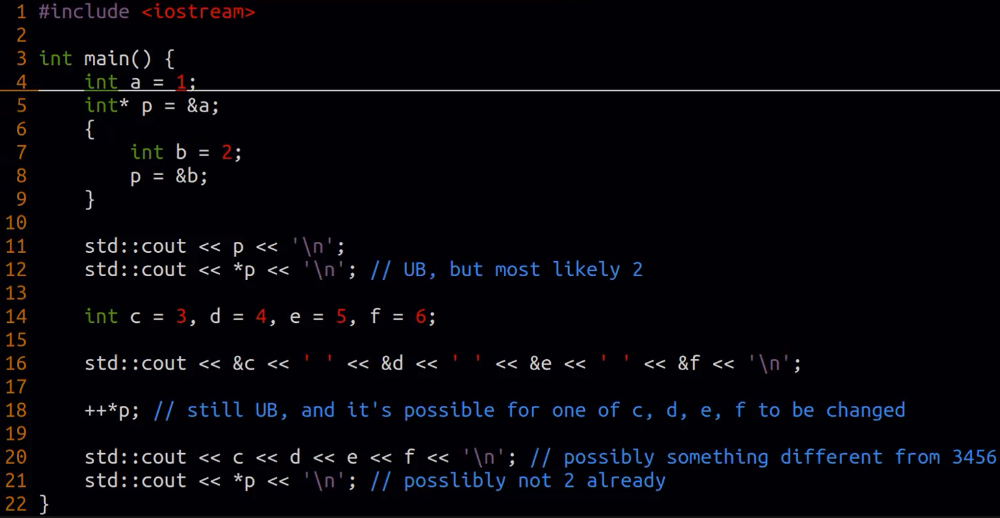 1 #include <iostream>
2
3 int main() {
4     int a = 1;
5     int* p = &a;
6     {
7         int b = 2;
8         p = &b;
9     }
10
11     std::cout << p << '\n';
12     std::cout << *p << '\n'; // UB, but most likely 2
13
14     int c = 3, d = 4, e = 5, f = 6;
15
16     std::cout << &c << ' ' << &d << ' ' << &e << ' ' << &f << '\n';
17
18     ++*p; // still UB, and it's possible for one of c, d, e, f to be changed
19
20     std::cout << c << d << e << f << '\n'; // possibly something different from 3456
21     std::cout << *p << '\n'; // posslibly not 2 already
22 }